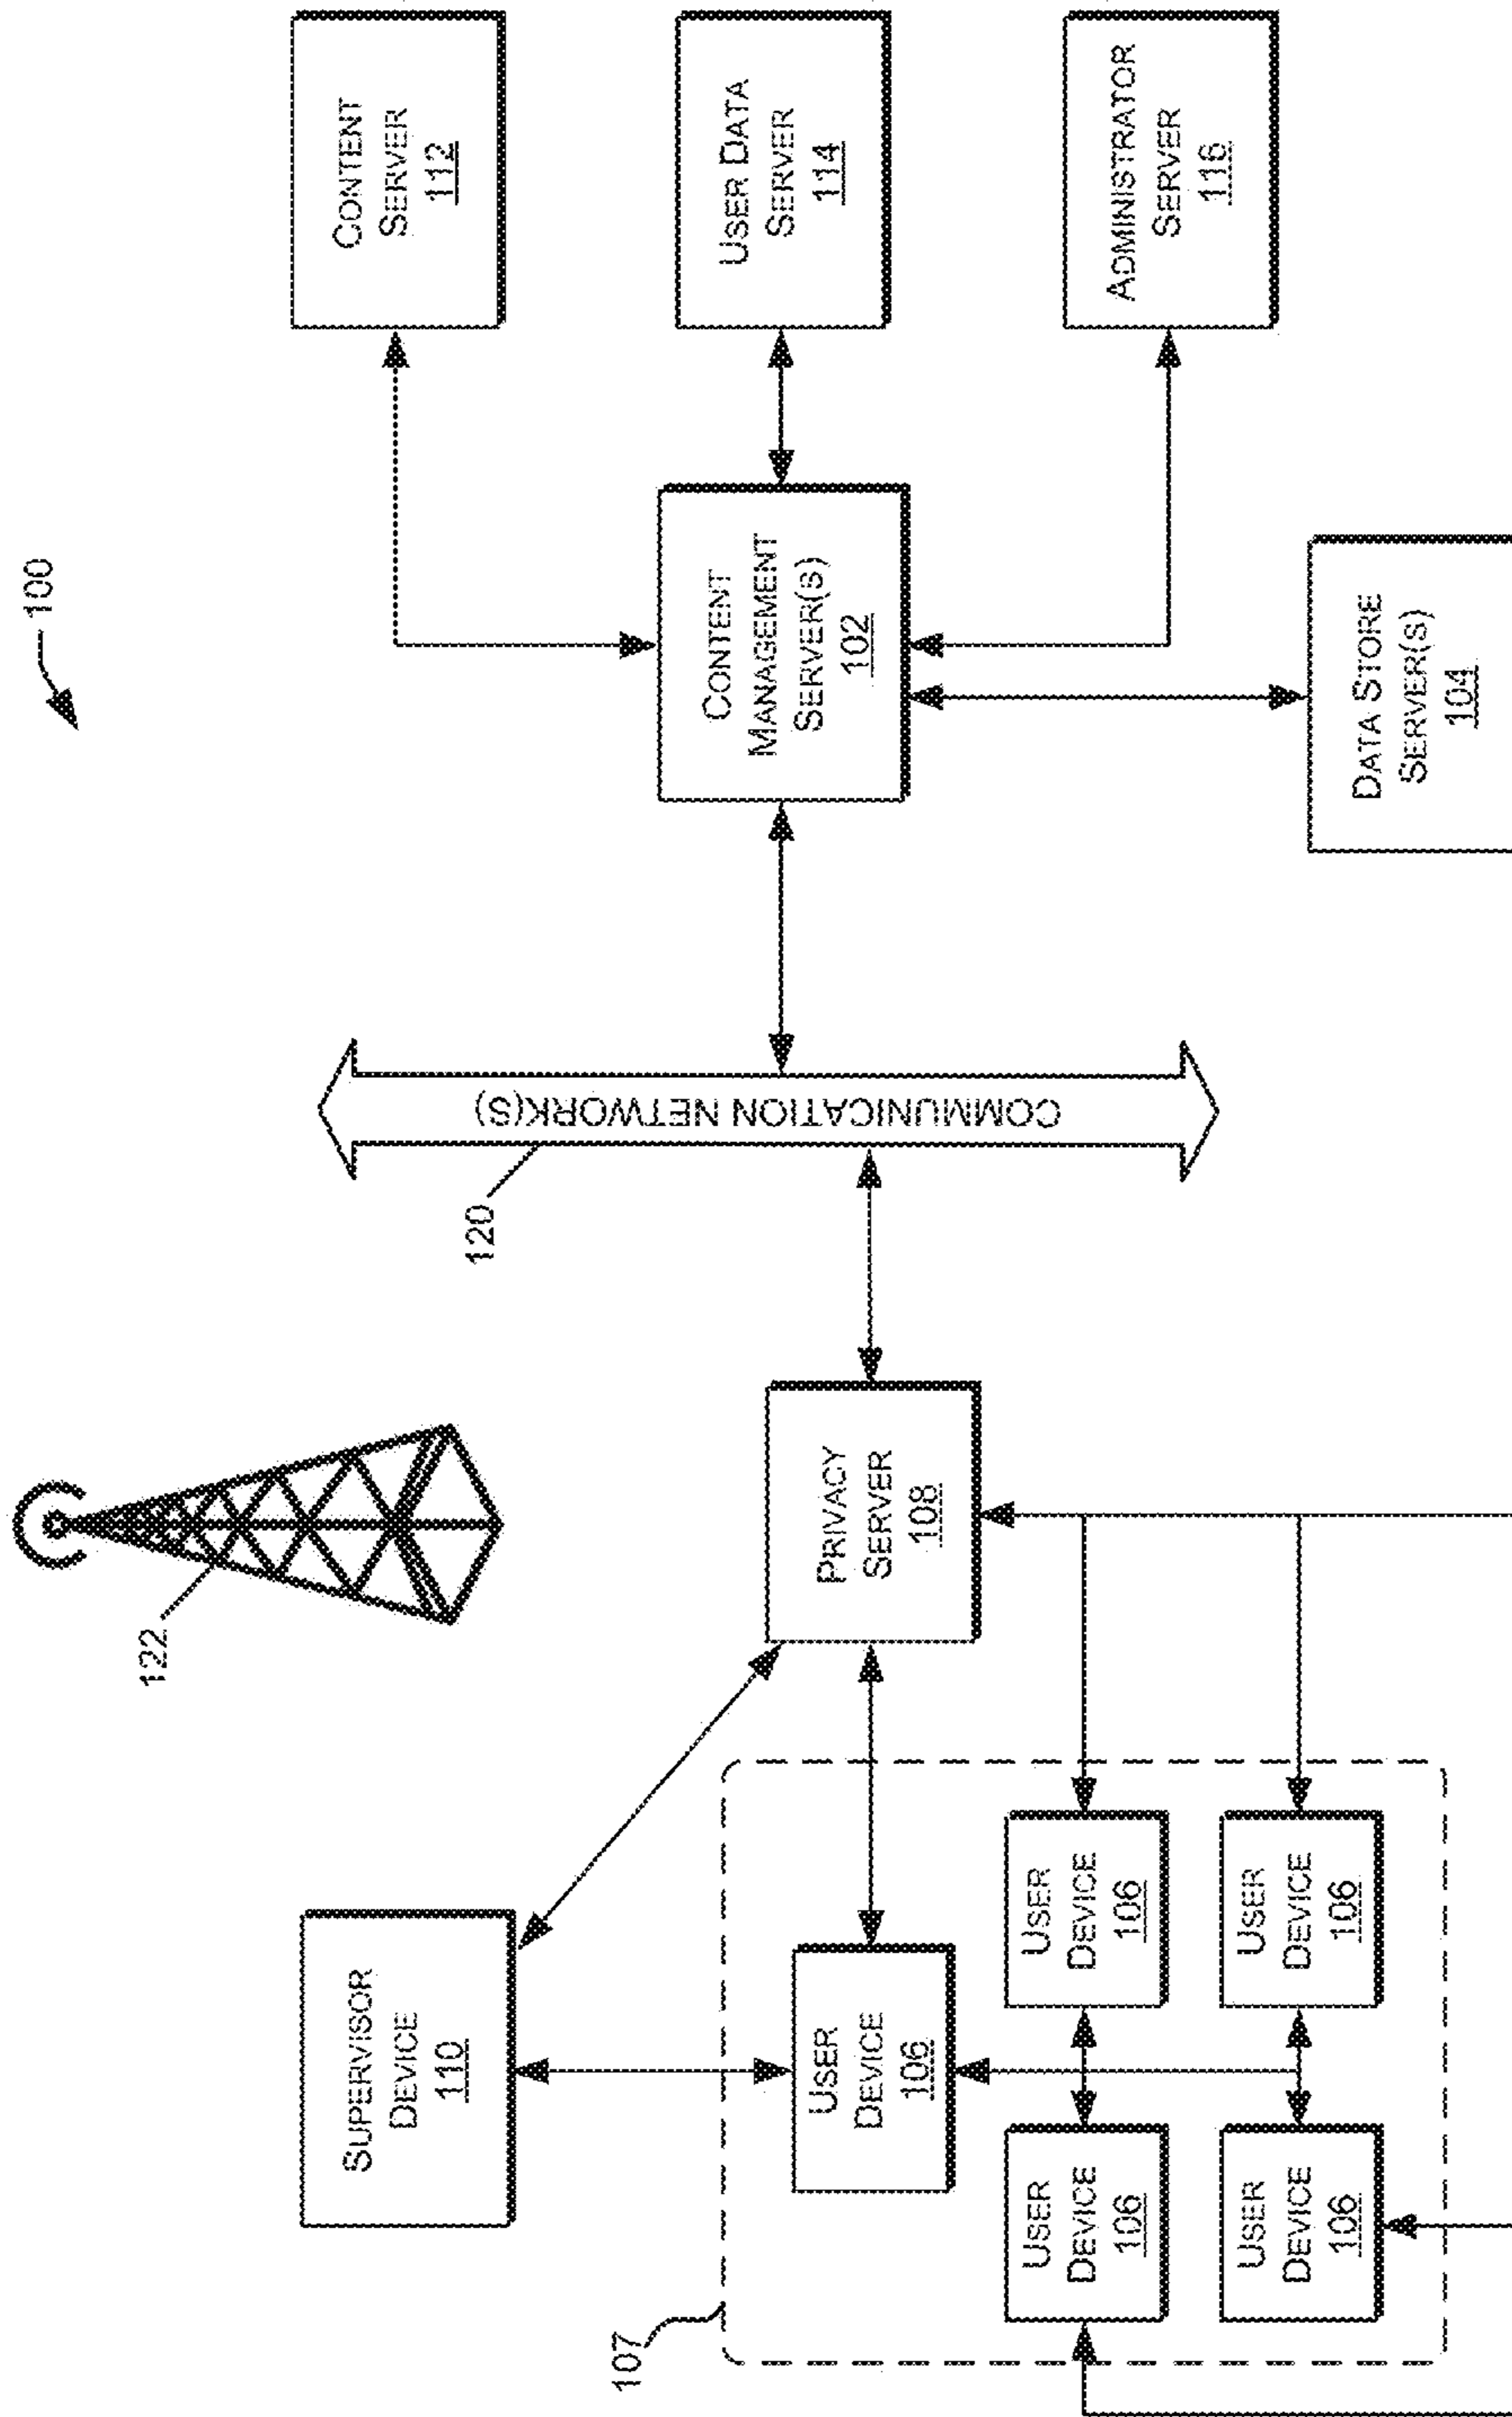 100
CONTENT
SERVER
112
USER DATA
SERVER
114
ADMINISTRATOR
SERVER
116
CONTENT
MANAGEMENT
SERVER(S)
102
DATA STORE
SERVER(S)
104
COMMUNICATION NETWORK(S)
120
122
PRIVACY
SERVER
108
SUPERVISOR
DEVICE
110
107
USER
DEVICE
106
USER
DEVICE
106
USER
DEVICE
106
USER
DEVICE
106
USER
DEVICE
106